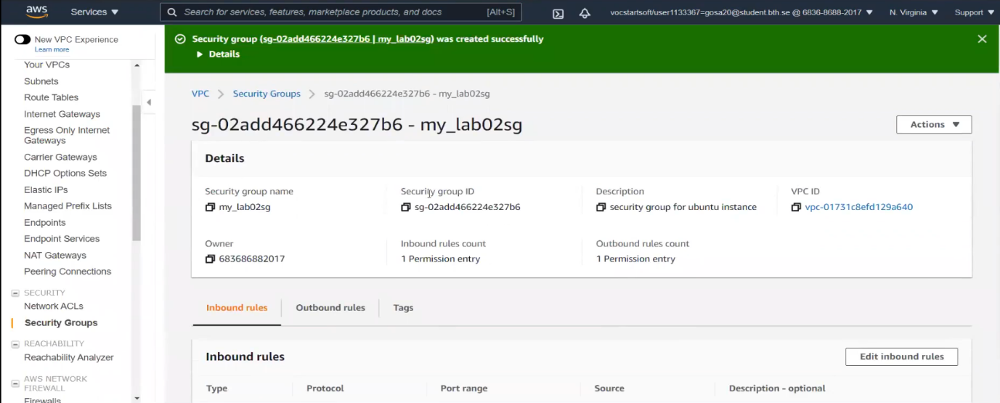 aws Services ▼ Search for services, features, marketplace products, and docs [Alt+S] vocstartsoft/user1133367=gosa20@student.bth.se @ 6836-8688-2017 ▼ N. Virginia ▼ Support ▼
New VPC Experience
Learn more
Your VPCs
Subnets
Route Tables
Internet Gateways
Egress Only Internet
Gateways
Carrier Gateways
DHCP Options Sets
Elastic IPs
Managed Prefix Lists
Endpoints
Endpoint Services
NAT Gateways
Peering Connections
SECURITY
Network ACLs
Security Groups
REACHABILITY
Reachability Analyzer
AWS NETWORK
FIREWALL
Firewalls
Security group (sg-02add466224e327b6 | my_lab02sg) was created successfully
▶ Details
VPC > Security Groups > sg-02add466224e327b6 - my_lab02sg
sg-02add466224e327b6 - my_lab02sg
Actions ▼
Details
Security group name Security group ID Description VPC ID
my_lab02sg sg-02add466224e327b6 security group for ubuntu instance vpc-01731c8efd129a640
Owner Inbound rules count Outbound rules count
683686882017 1 Permission entry 1 Permission entry
Inbound rules Outbound rules Tags
Inbound rules Edit inbound rules
Type Protocol Port range Source Description - optional